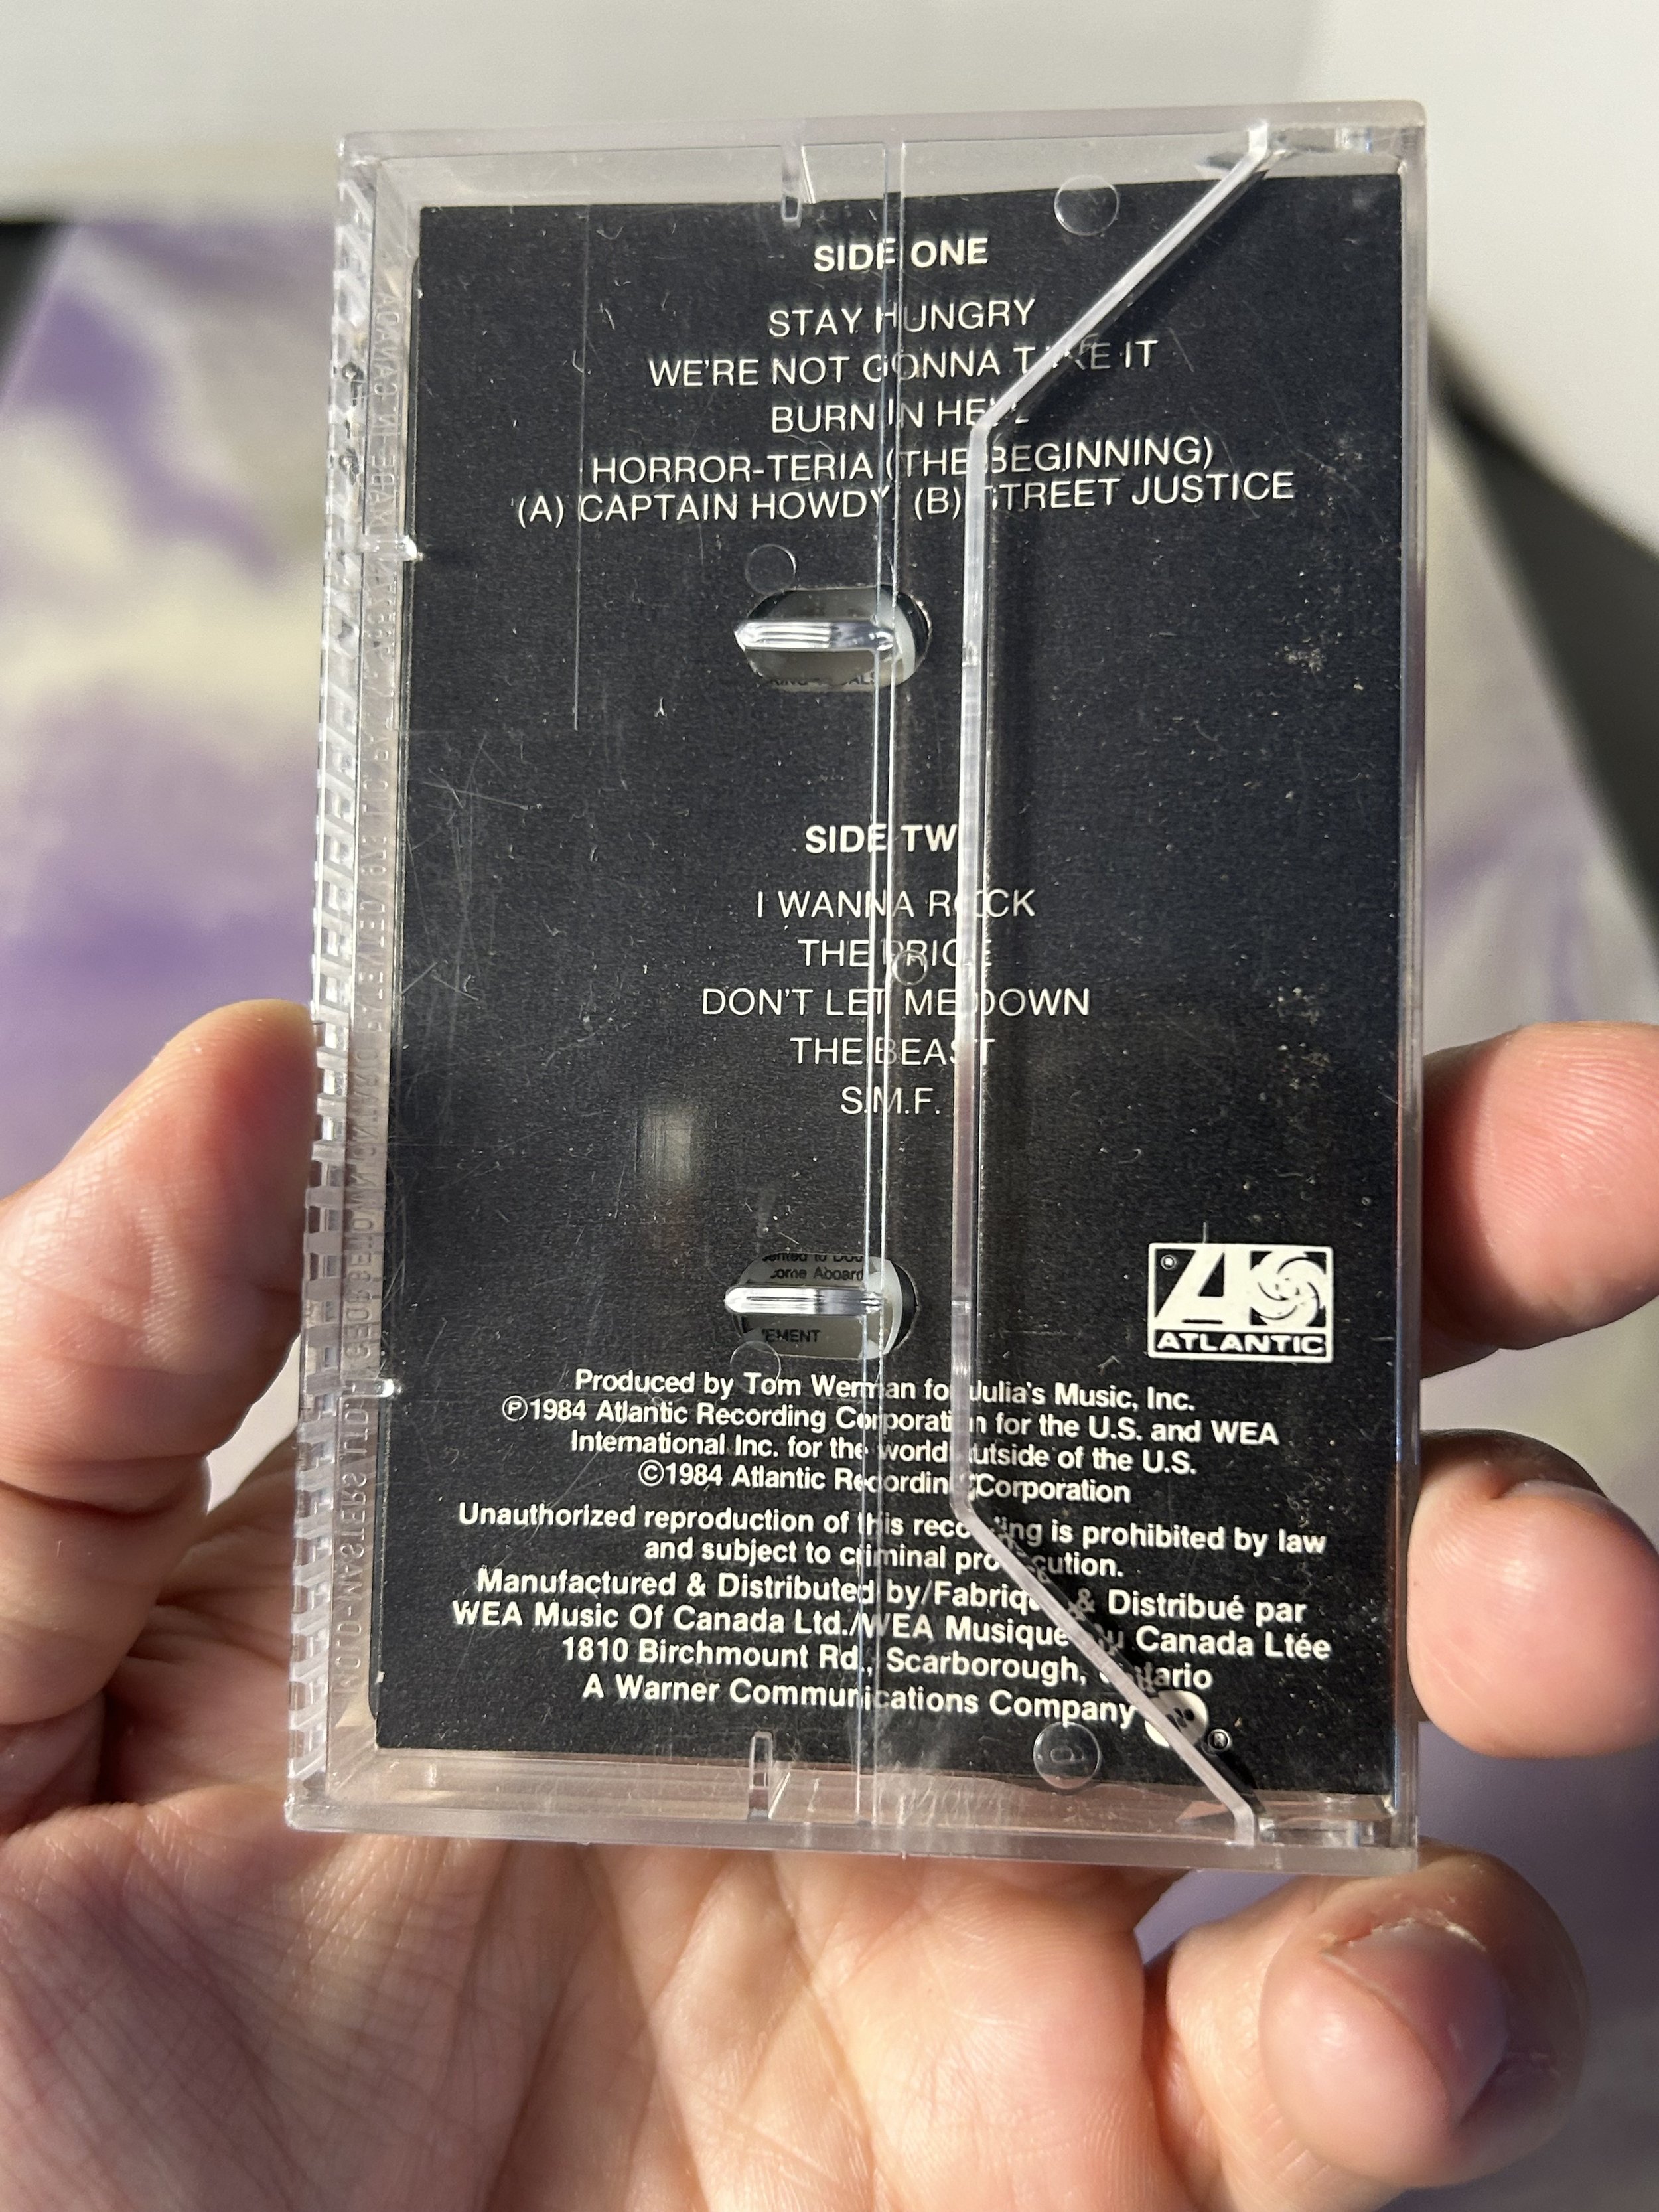 SIDE ONE
STAY HUNGRY
WE'RE NOT GONNA TAKE IT
BURN IN HELL
HORROR-TERIA (THE BEGINNING)
(A) CAPTAIN HOWDY (B) STREET JUSTICE
SIDE TWO
I WANNA ROCK
THE PRICE
DON'T LET ME DOWN
THE BEAST
S.M.F.
come Aboard
® ATLANTIC
Produced by Tom Werman for Julia's Music, Inc.
℗1984 Atlantic Recording Corporation for the U.S. and WEA
International Inc. for the world outside of the U.S.
©1984 Atlantic Recording Corporation
Unauthorized reproduction of this recording is prohibited by law
and subject to criminal prosecution.
Manufactured & Distributed by/Fabriqué & Distribué par
WEA Music Of Canada Ltd./WEA Musique du Canada Ltée
1810 Birchmount Rd., Scarborough, Ontario
A Warner Communications Company ®